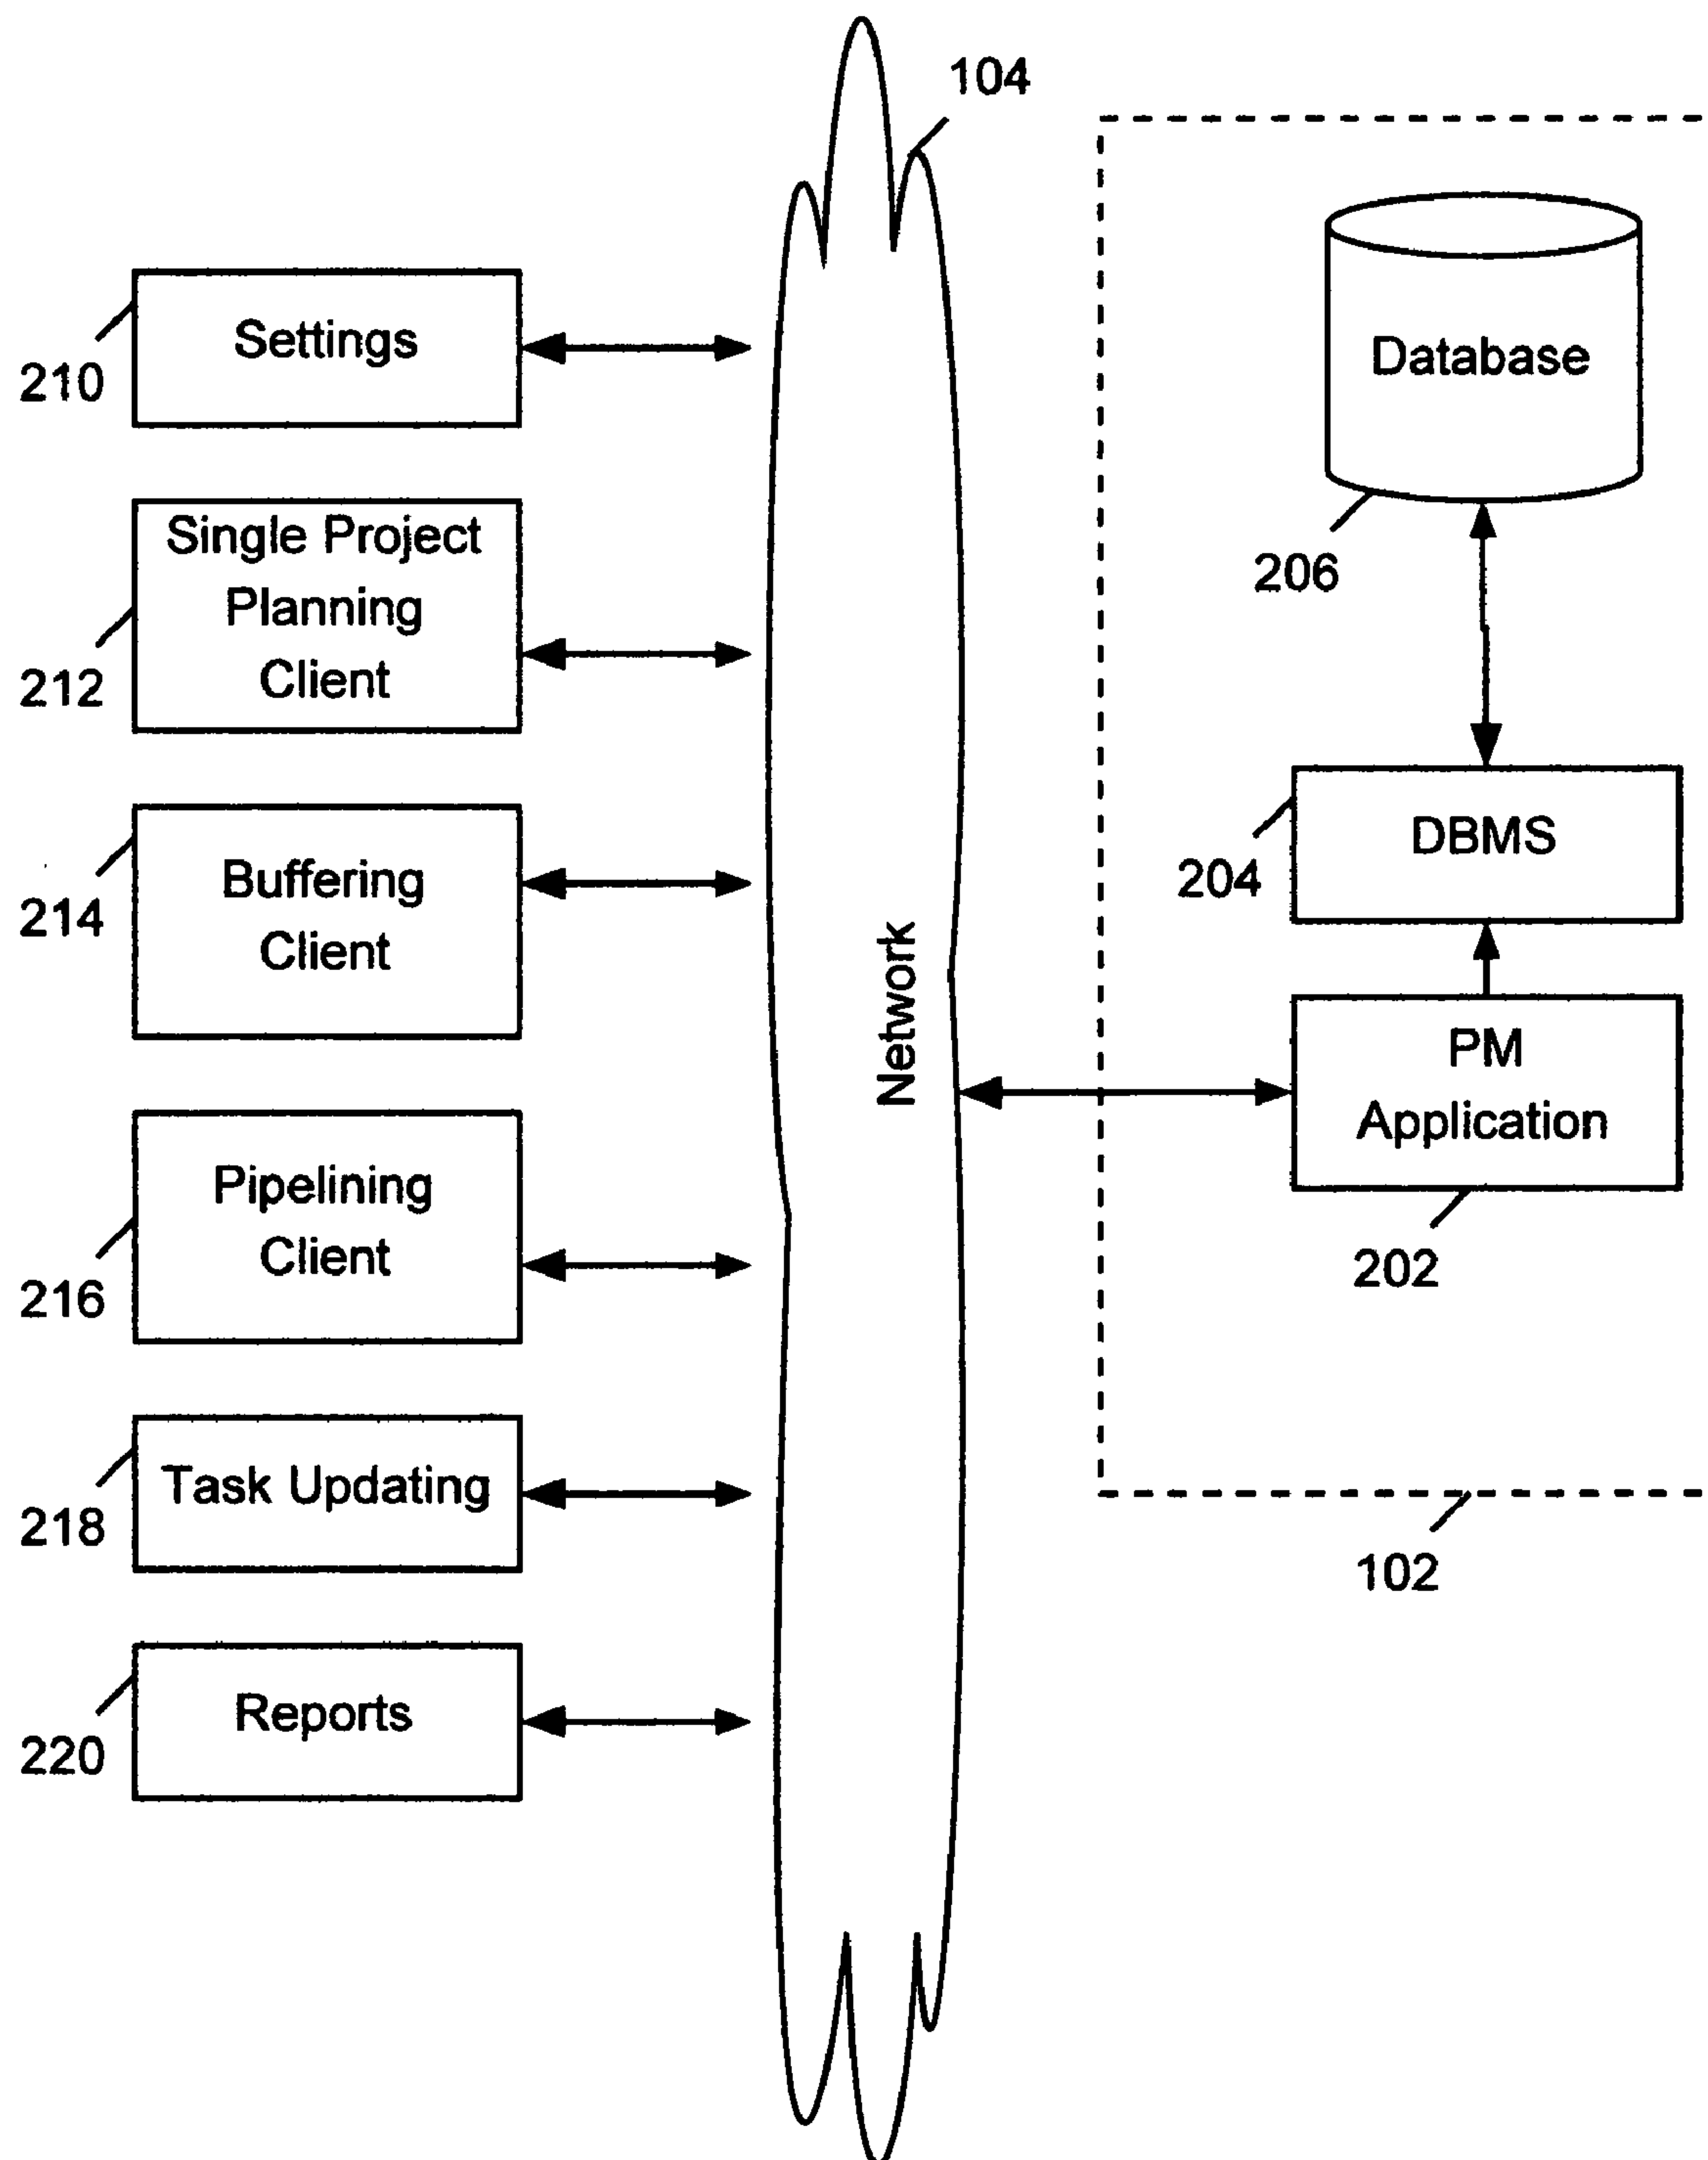 104
Settings
210
Database
Single Project
Planning
Client
212
206
Buffering
Client
214
DBMS
204
Network
PM
Application
202
Pipelining
Client
216
Task Updating
218
102
Reports
220